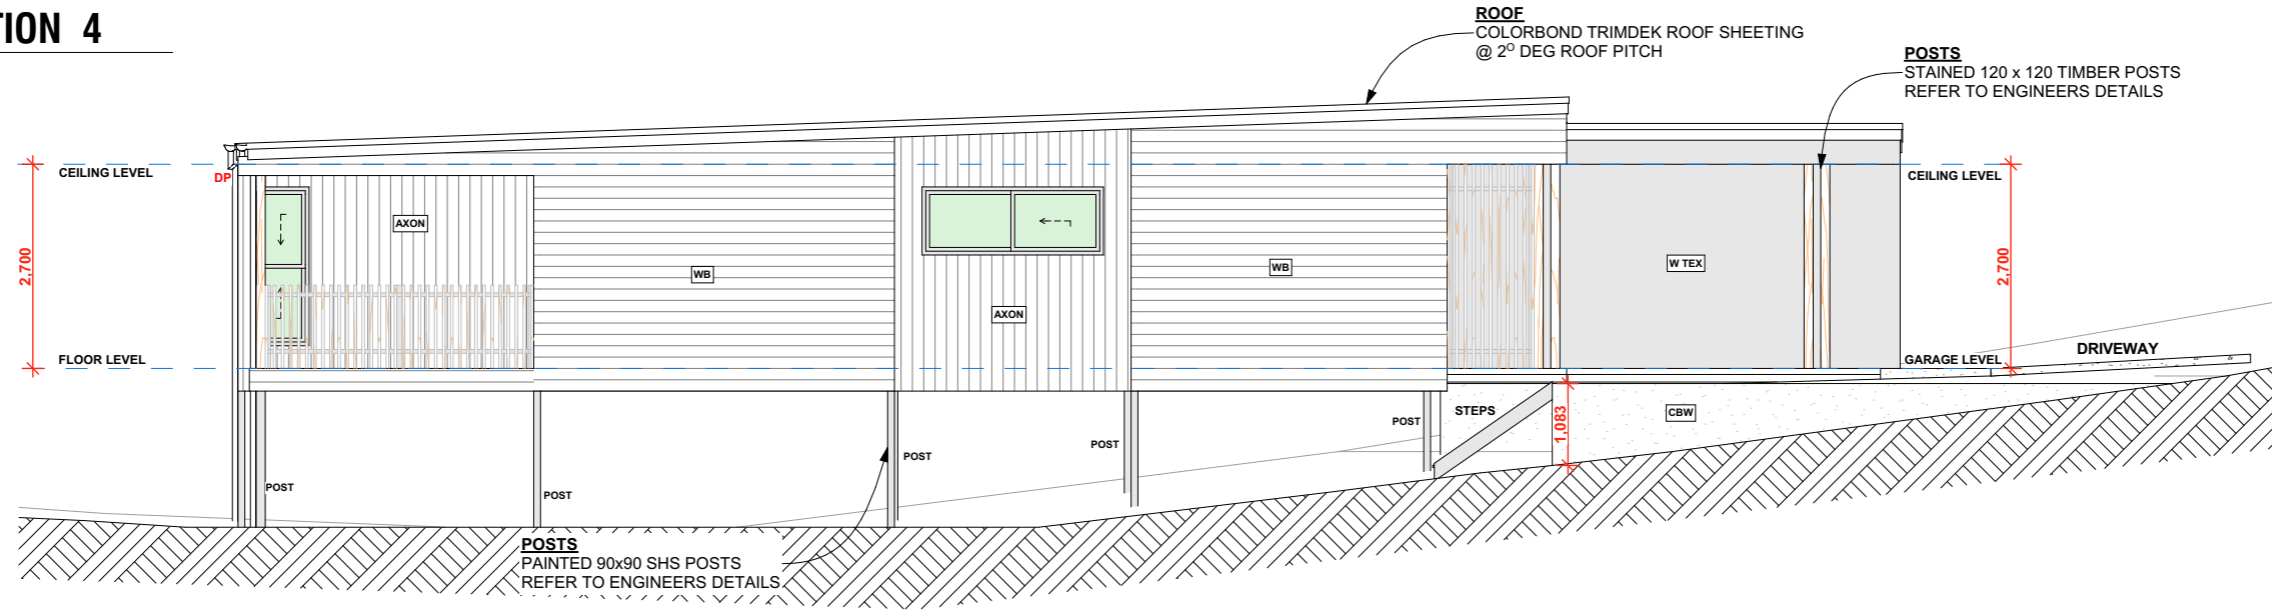 TION 4
ROOF
COLORBOND TRIMDEK ROOF SHEETING
@ 2O DEG ROOF PITCH
POSTS
STAINED 120 x 120 TIMBER POSTS
REFER TO ENGINEERS DETAILS
CEILING LEVEL
DP
CEILING LEVEL
2,700
AXON
WB
WB
W TEX
2,700
AXON
FLOOR LEVEL
GARAGE LEVEL
DRIVEWAY
STEPS
CBW
1,083
POST
POST
POST
POST
POST
POSTS
PAINTED 90x90 SHS POSTS
REFER TO ENGINEERS DETAILS